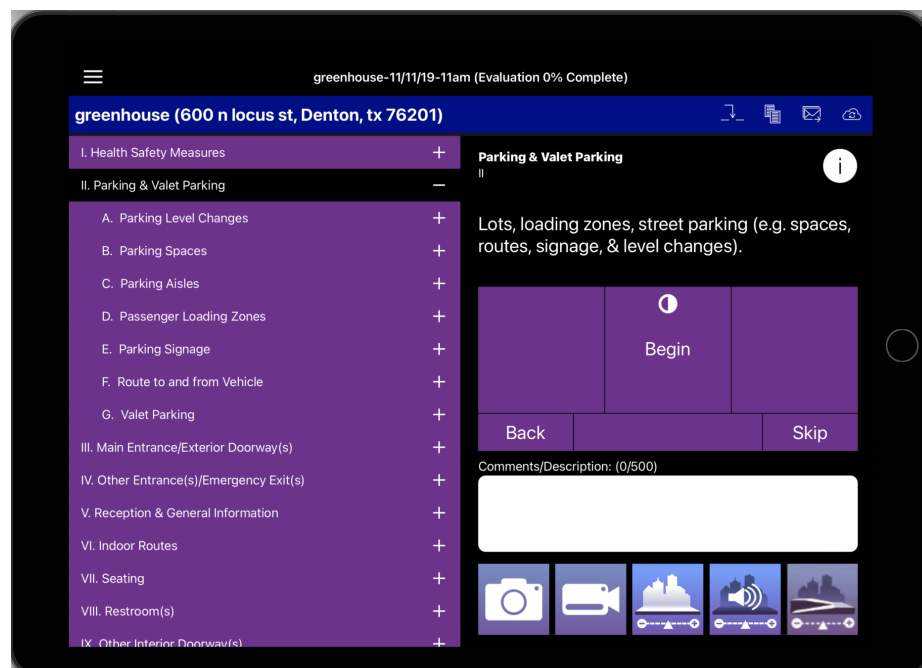 greenhouse-11/11/19-11am (Evaluation 0% Complete)
greenhouse (600 n locus st, Denton, tx 76201)
I. Health Safety Measures
II. Parking & Valet Parking
A. Parking Level Changes
B. Parking Spaces
C. Parking Aisles
D. Passenger Loading Zones
E. Parking Signage
F. Route to and from Vehicle
G. Valet Parking
III. Main Entrance/Exterior Doorway(s)
IV. Other Entrance(s)/Emergency Exit(s)
V. Reception & General Information
VI. Indoor Routes
VII. Seating
VIII. Restroom(s)
IX. Other Interior Doorway(s)
Parking & Valet Parking
II
i
Lots, loading zones, street parking (e.g. spaces,
routes, signage, & level changes).
Begin
Back
Skip
Comments/Description: (0/500)